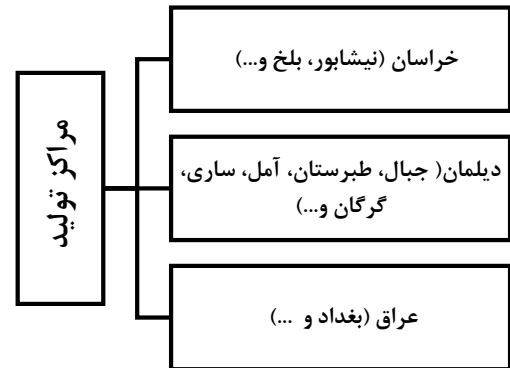 مراکز تولید
خراسان (نیشابور، بلخ و...)
دیلمان( جبال، طبرستان، آمل، ساری،
گرگان و...)
عراق (بغداد و ...)